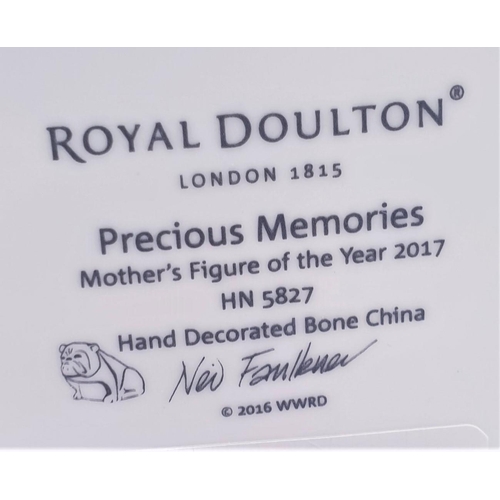 ROYAL DOULTON®
LONDON 1815
Precious Memories
Mother's Figure of the Year 2017
HN 5827
Hand Decorated Bone China
Neil Faulkner
© 2016 WWRD